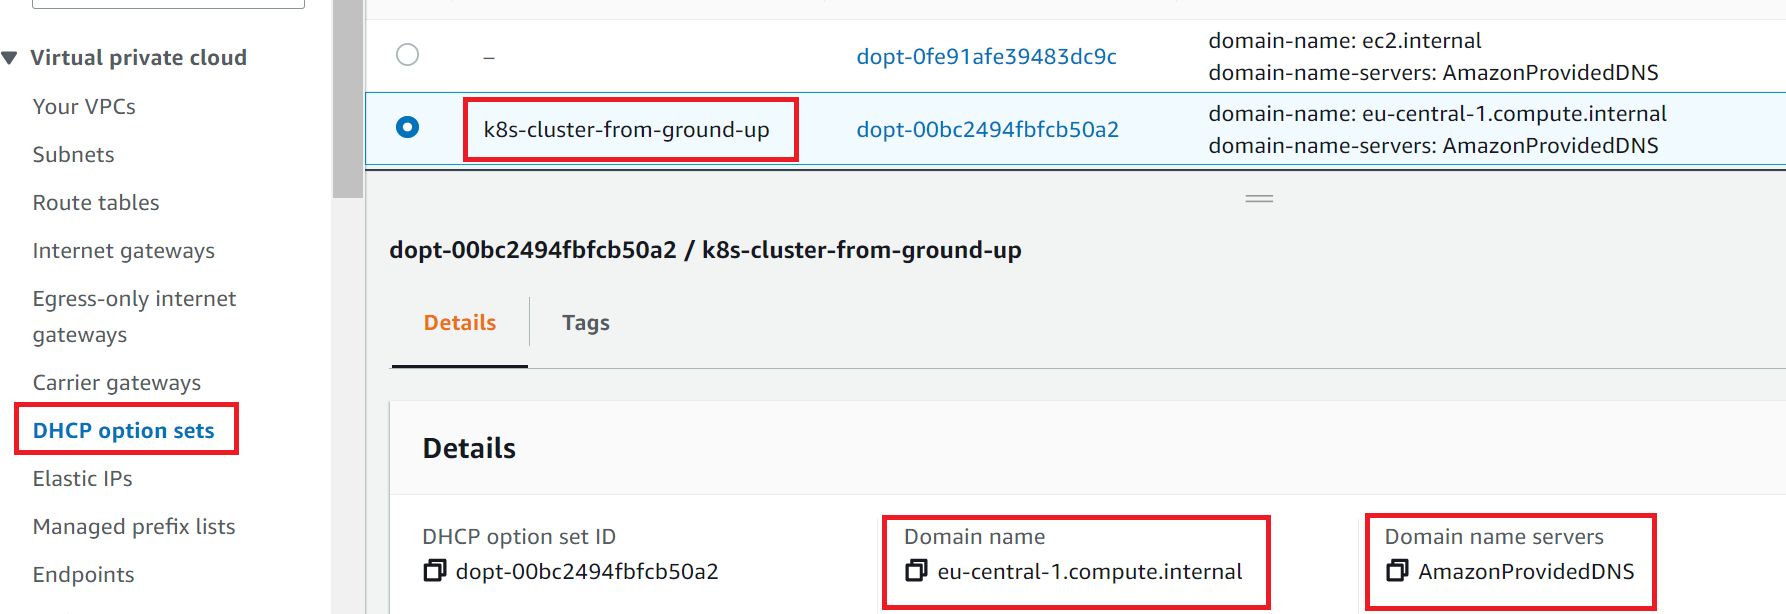 Virtual private cloud
Your VPCs
Subnets
Route tables
Internet gateways
Egress-only internet
gateways
Carrier gateways
DHCP option sets
Elastic IPs
Managed prefix lists
Endpoints
–
dopt-0fe91afe39483dc9c
domain-name: ec2.internal
domain-name-servers: AmazonProvidedDNS
k8s-cluster-from-ground-up
dopt-00bc2494fbfcb50a2
domain-name: eu-central-1.compute.internal
domain-name-servers: AmazonProvidedDNS
dopt-00bc2494fbfcb50a2 / k8s-cluster-from-ground-up
Details
Tags
Details
DHCP option set ID
dopt-00bc2494fbfcb50a2
Domain name
eu-central-1.compute.internal
Domain name servers
AmazonProvidedDNS